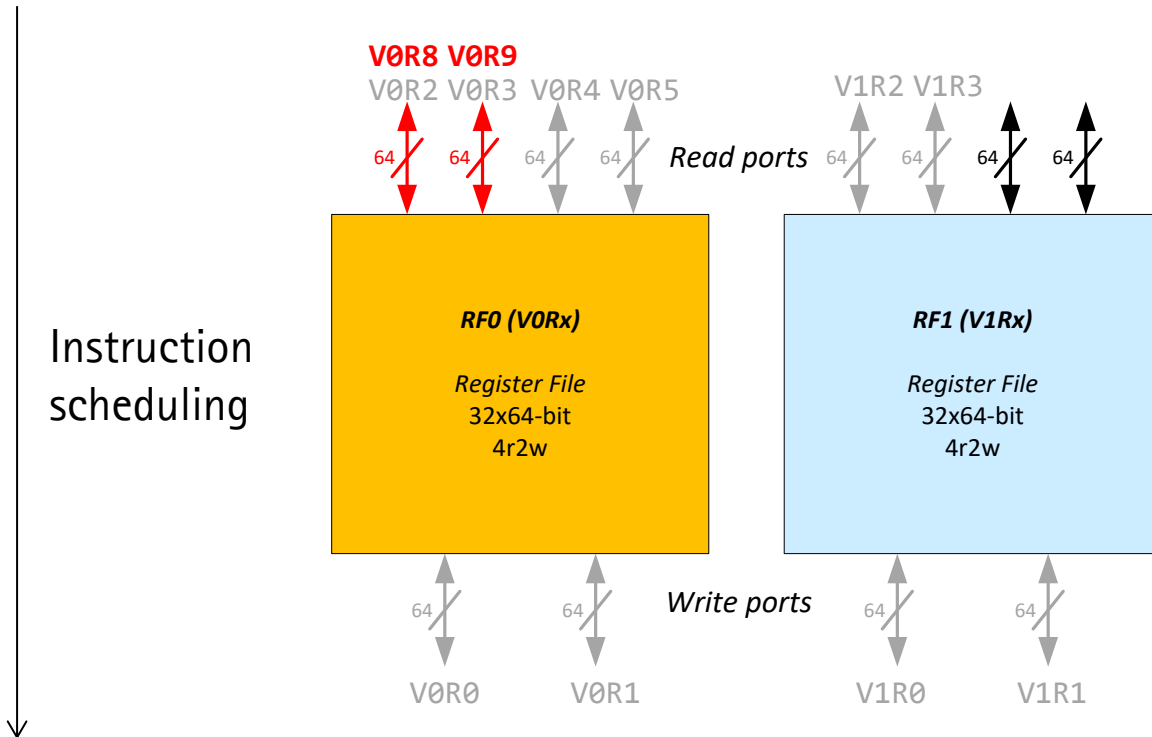 V0R8 V0R9
V0R2 V0R3 V0R4 V0R5
V1R2 V1R3
64 64 64 64
Read ports
64 64 64 64
Instruction
scheduling
RF0 (V0Rx)
Register File
32x64-bit
4r2w
RF1 (V1Rx)
Register File
32x64-bit
4r2w
64 64
Write ports
64 64
V0R0 V0R1
V1R0 V1R1